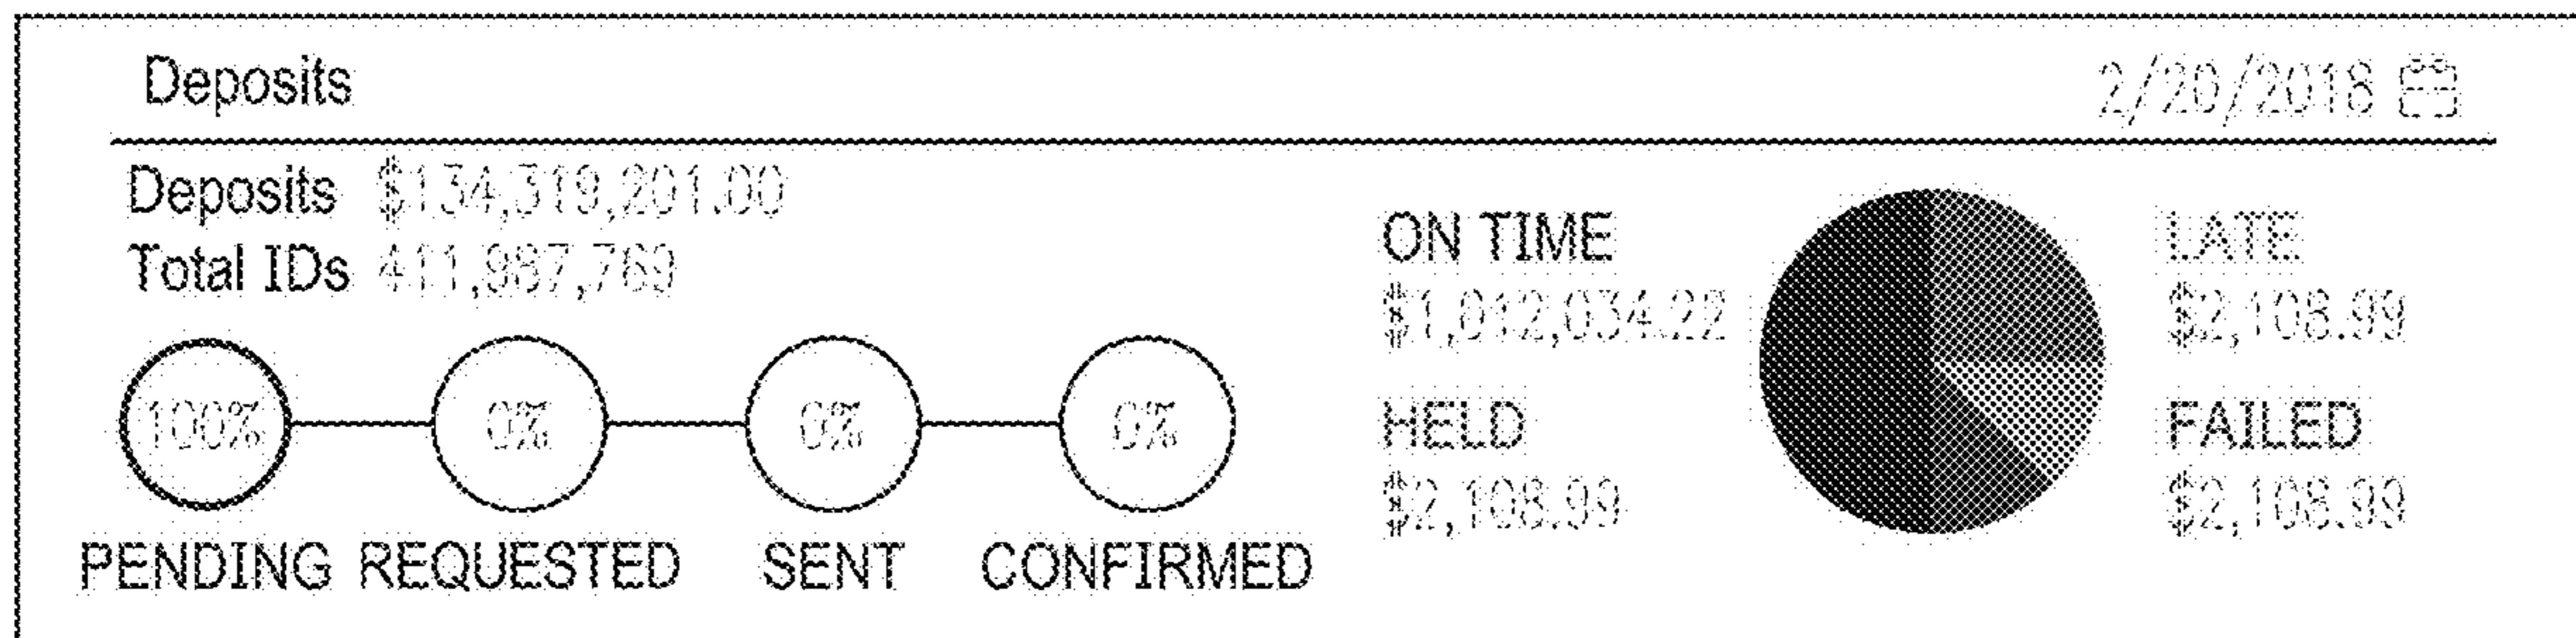 Deposits 2/20/2018
Deposits $134,319,201.00
Total IDs 411,987,769
100% 0% 0% 0%
PENDING REQUESTED SENT CONFIRMED
ON TIME
$1,012,034.22
HELD
$2,108.99
LATE
$2,108.99
FAILED
$2,108.99